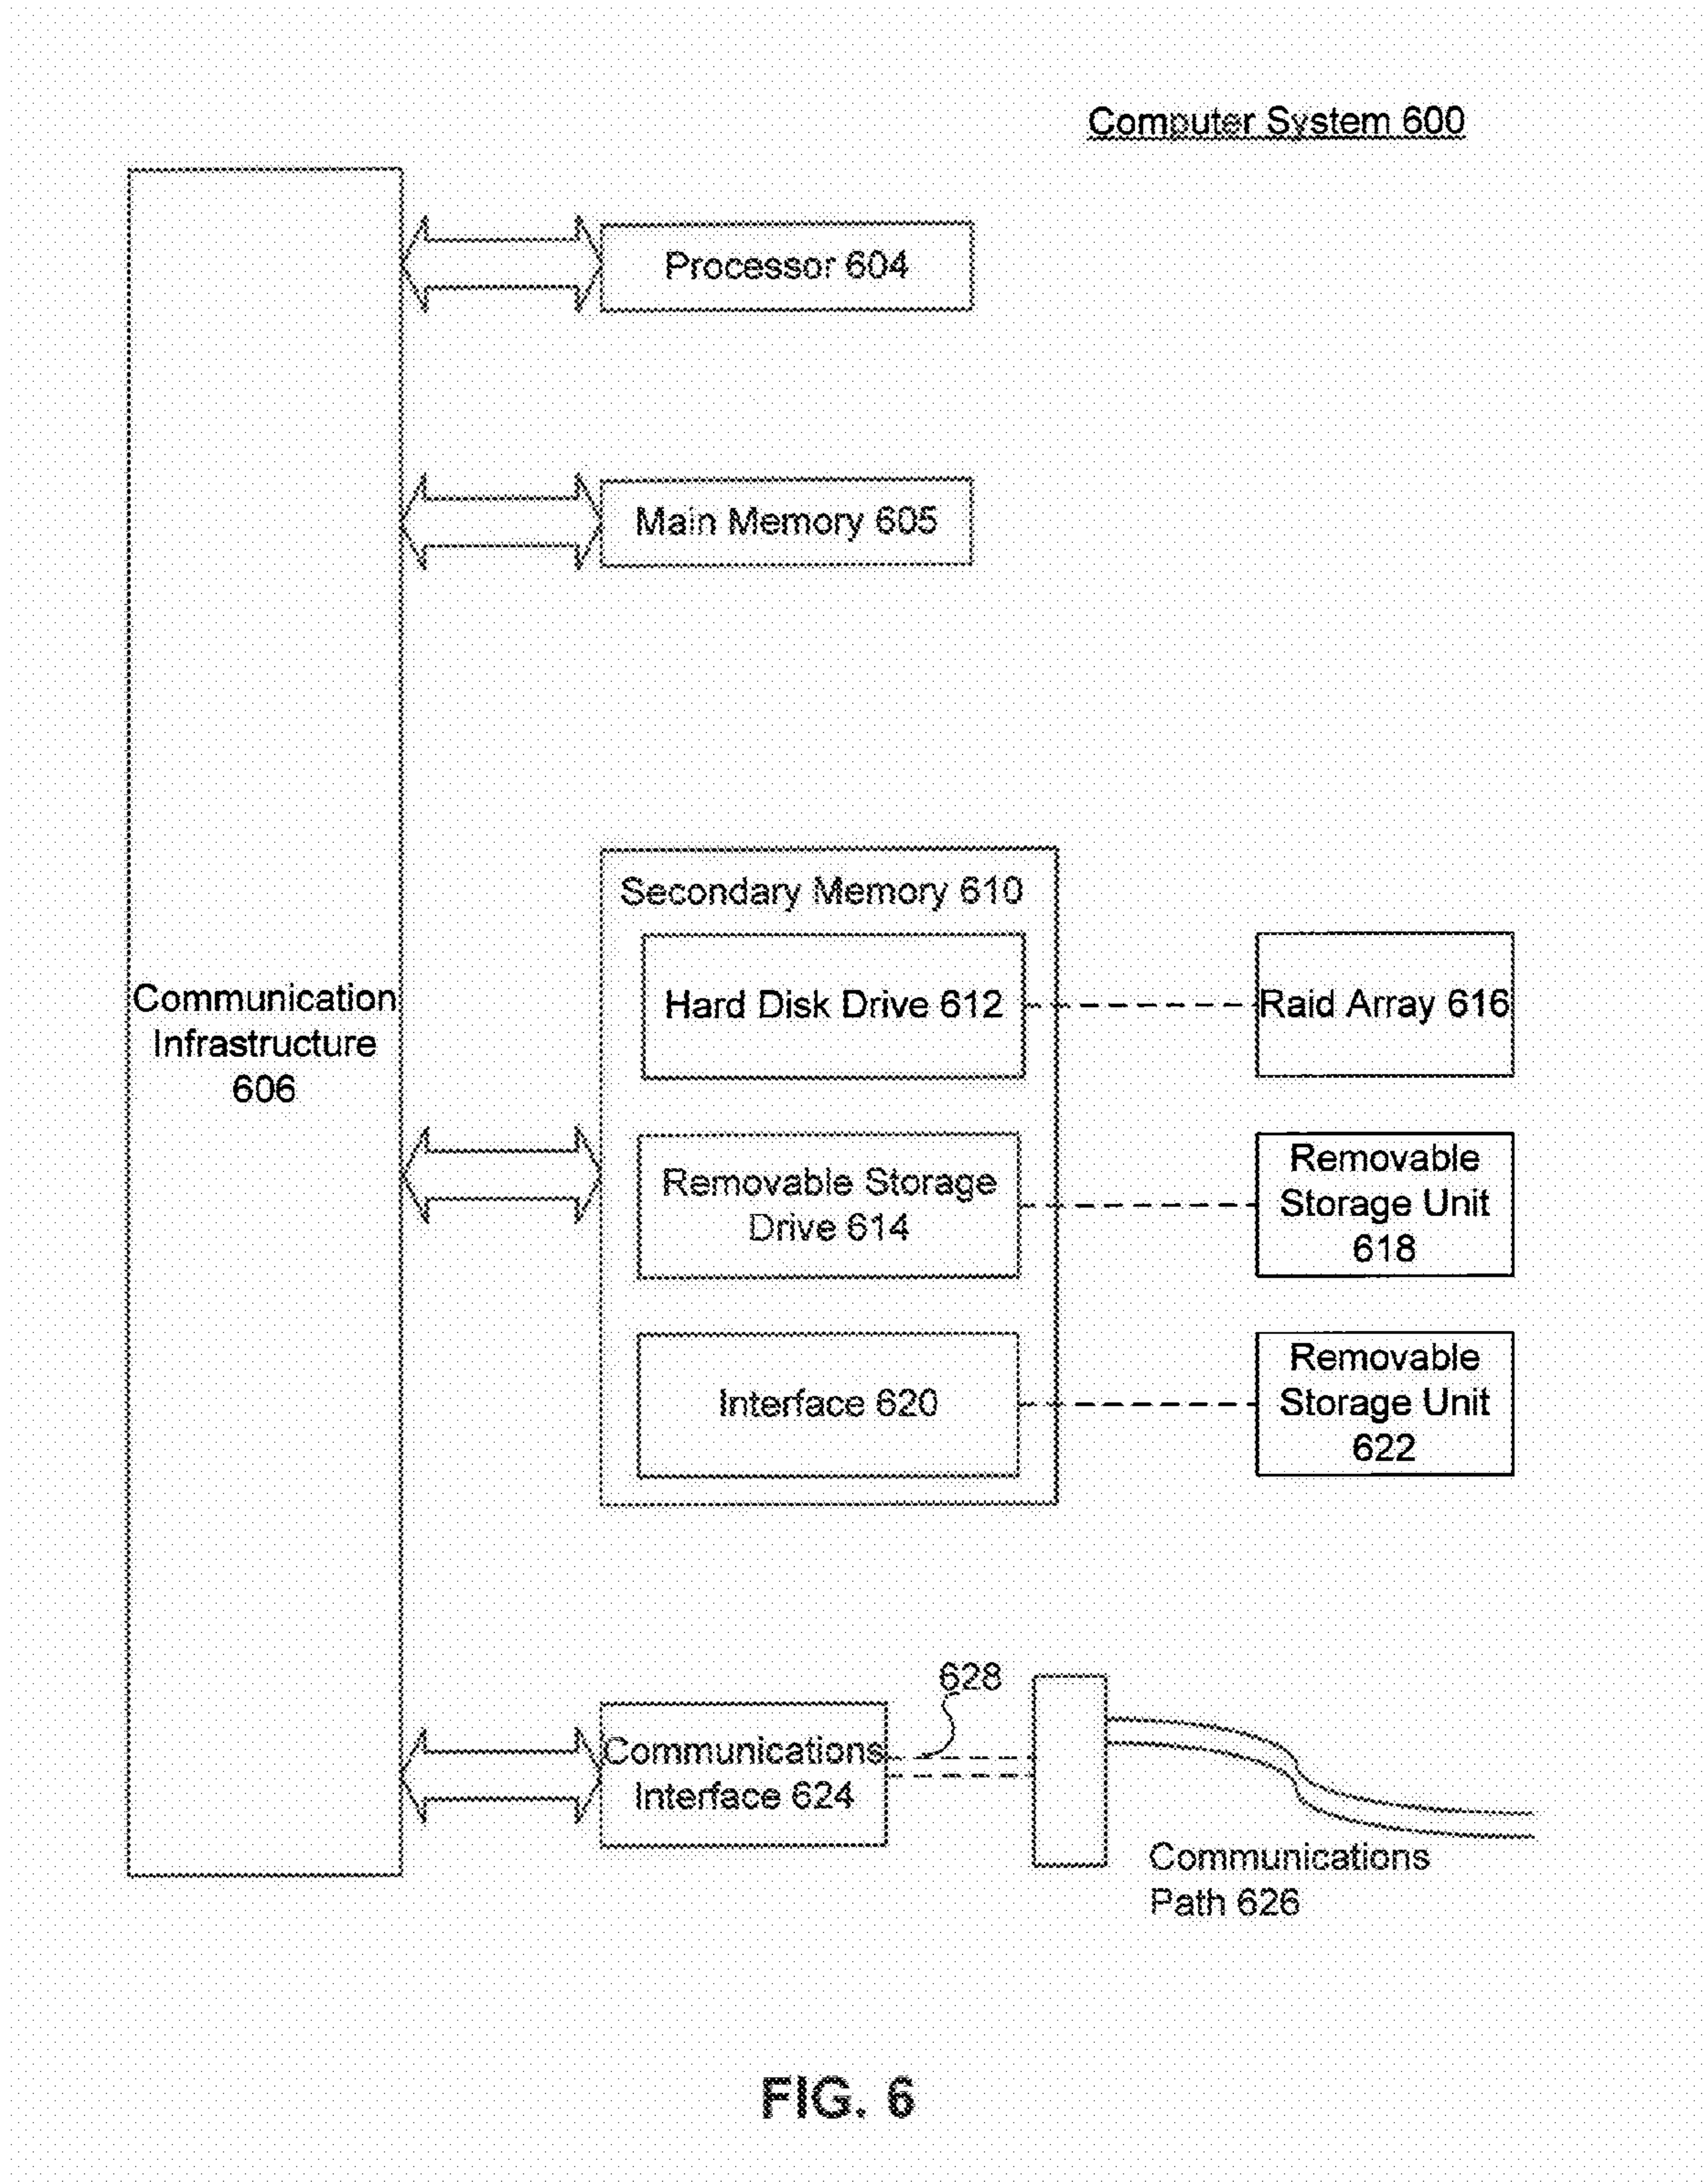 Computer System 600
Processor 604
Main Memory 605
Secondary Memory 610
Hard Disk Drive 612
Raid Array 616
Communication
Infrastructure
606
Removable Storage
Drive 614
Removable
Storage Unit
618
Interface 620
Removable
Storage Unit
622
628
Communications
Interface 624
Communications
Path 626
FIG. 6